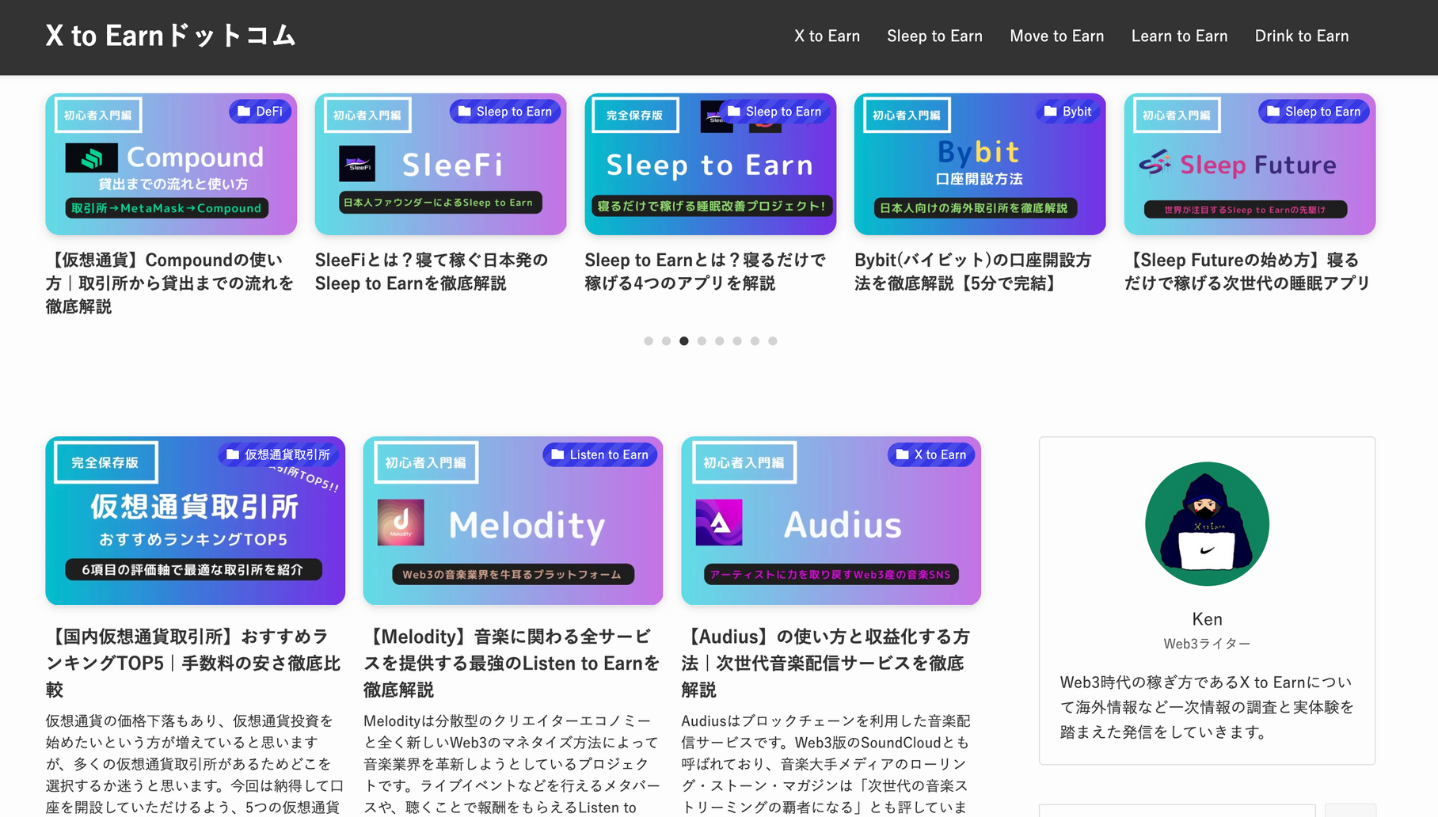 X to Earnドットコム
X to Earn
Sleep to Earn
Move to Earn
Learn to Earn
Drink to Earn
初心者入門編
DeFi
Compound
貸出までの流れと使い方
取引所→MetaMask→Compound
【仮想通貨】Compoundの使い
方｜取引所から貸出までの流れを
徹底解説
初心者入門編
Sleep to Earn
SleeFi
SleeFi
日本人ファウンダーによるSleep to Earn
SleeFiとは？寝て稼ぐ日本発の
Sleep to Earnを徹底解説
完全保存版
Sleep to Earn
Sleep to Earn
寝るだけで稼げる睡眠改善プロジェクト!
Sleep to Earnとは？寝るだけで
稼げる4つのアプリを解説
初心者入門編
Bybit
Bybit
口座開設方法
日本人向けの海外取引所を徹底解説
Bybit(バイビット)の口座開設方
法を徹底解説【5分で完結】
初心者入門編
Sleep to Earn
Sleep Future
世界が注目するSleep to Earnの先駆け
【Sleep Futureの始め方】寝る
だけで稼げる次世代の睡眠アプリ
完全保存版
仮想通貨取引所
引所TOP5!!
仮想通貨取引所
おすすめランキングTOP5
6項目の評価軸で最適な取引所を紹介
【国内仮想通貨取引所】おすすめラ
ンキングTOP5｜手数料の安さ徹底比
較
仮想通貨の価格下落もあり、仮想通貨投資を
始めたいという方が増えていると思います
が、多くの仮想通貨取引所があるためどこを
選択するか迷うと思います。今回は納得して口
座を開設していただけるよう、5つの仮想通貨
初心者入門編
Listen to Earn
Melodity
Melodity
Web3の音楽業界を牛耳るプラットフォーム
【Melodity】音楽に関わる全サービ
スを提供する最強のListen to Earnを
徹底解説
Melodityは分散型のクリエイターエコノミー
と全く新しいWeb3のマネタイズ方法によって
音楽業界を革新しようとしているプロジェク
トです。ライブイベントなどを行えるメタバー
スや、聴くことで報酬をもらえるListen to
初心者入門編
X to Earn
Audius
アーティストに力を取り戻すWeb3産の音楽SNS
【Audius】の使い方と収益化する方
法｜次世代音楽配信サービスを徹底
解説
Audiusはブロックチェーンを利用した音楽配
信サービスです。Web3版のSoundCloudとも
呼ばれており、音楽大手メディアのローリン
グ・ストーン・マガジンは「次世代の音楽ス
トリーミングの覇者になる」とも評していま
X to Earn
Ken
Web3ライター
Web3時代の稼ぎ方であるX to Earnについ
て海外情報など一次情報の調査と実体験を
踏まえた発信をしていきます。